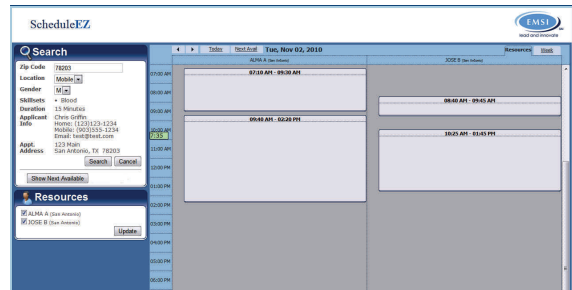 ScheduleEZ
EMSI
lead and innovate
Search
Zip Code 78203
Location Mobile
Gender M
Skillsets • Blood
Duration 15 Minutes
Applicant Info Chris Griffin
Home: (123)123-1234
Mobile: (903)555-1234
Email: test@test.com
Appt. Address 123 Main
San Antonio, TX 78203
Search Cancel
Show Next Available
Resources
ALMA A (San Antonio)
JOSE B (San Antonio)
Update
Today Next Avail Tue, Nov 02, 2010 Resources Week
ALMA A (San Antonio) JOSE B (San Antonio)
07:00 AM
08:00 AM
09:00 AM
10:00 AM
7:35
11:00 AM
12:00 PM
01:00 PM
02:00 PM
03:00 PM
04:00 PM
05:00 PM
06:00 PM
07:10 AM - 09:30 AM
09:40 AM - 02:20 PM
08:40 AM - 09:45 AM
10:25 AM - 01:45 PM